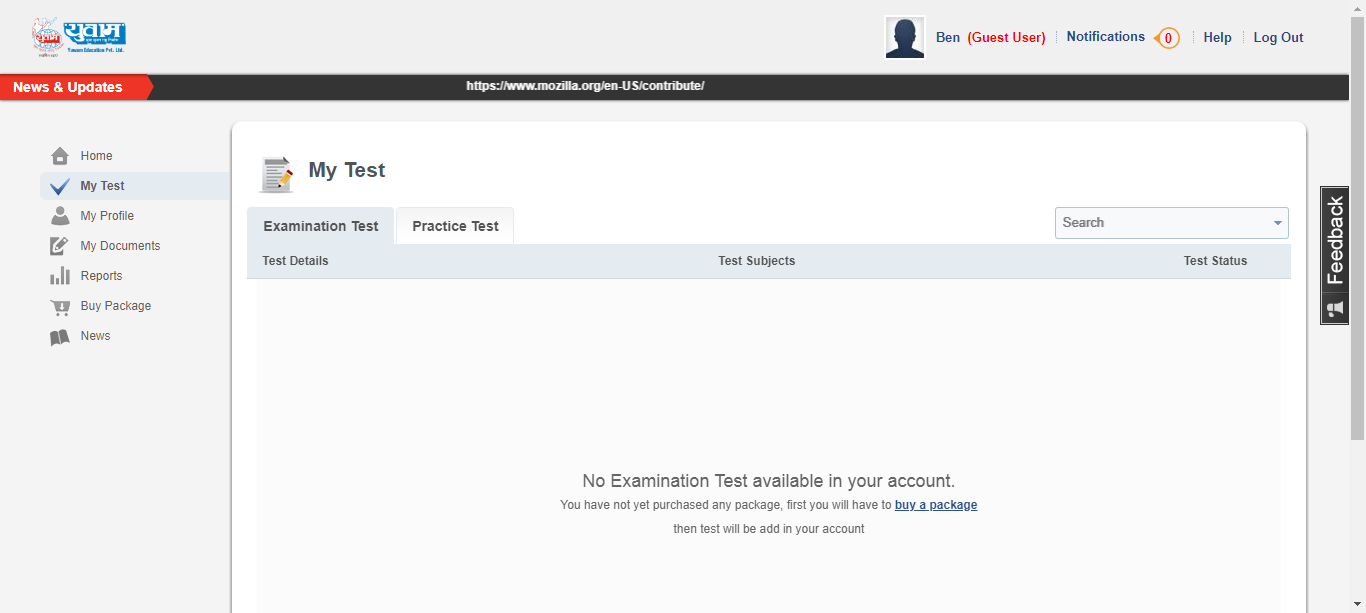 युवाम
Yuwaam Education Pvt. Ltd.
Ben (Guest User) Notifications 0 Help Log Out
News & Updates
https://www.mozilla.org/en-US/contribute/
Home
My Test
My Profile
My Documents
Reports
Buy Package
News
My Test
Examination Test Practice Test
Search
Test Details Test Subjects Test Status
No Examination Test available in your account.
You have not yet purchased any package, first you will have to buy a package
then test will be add in your account
Feedback